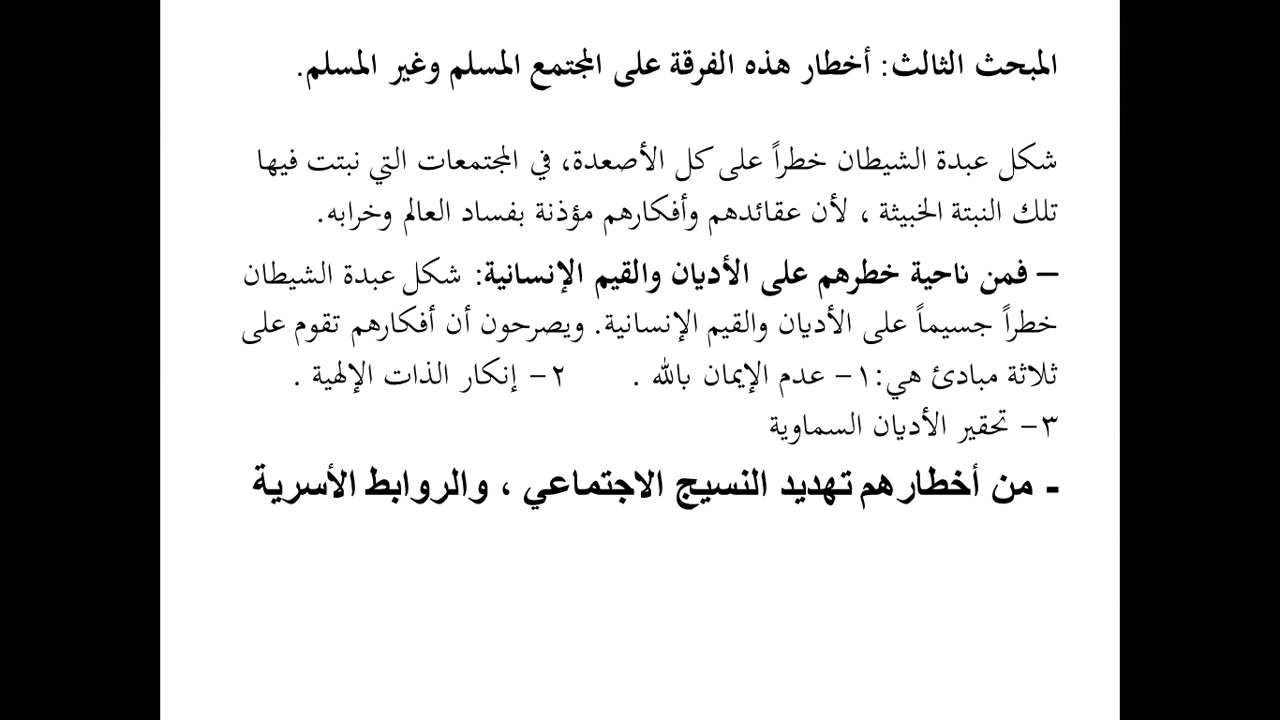 المبحث الثالث: أخطار هذه الفرقة على المجتمع المسلم وغير المسلم.
شكل عبدة الشيطان خطراً على كل الأصعدة، في المجتمعات التي نبتت فيها
تلك النبتة الخبيثة ، لأن عقائدهم وأفكارهم مؤذنة بفساد العالم وخرابه.
– فمن ناحية خطرهم على الأديان والقيم الإنسانية: شكل عبدة الشيطان
خطراً جسيماً على الأديان والقيم الإنسانية. ويصرحون أن أفكارهم تقوم على
ثلاثة مبادئ هي:١– عدم الإيمان بالله . ٢– إنكار الذات الإلهية .
٣– تحقير الأديان السماوية
- من أخطارهم تهديد النسيج الاجتماعي ، والروابط الأسرية